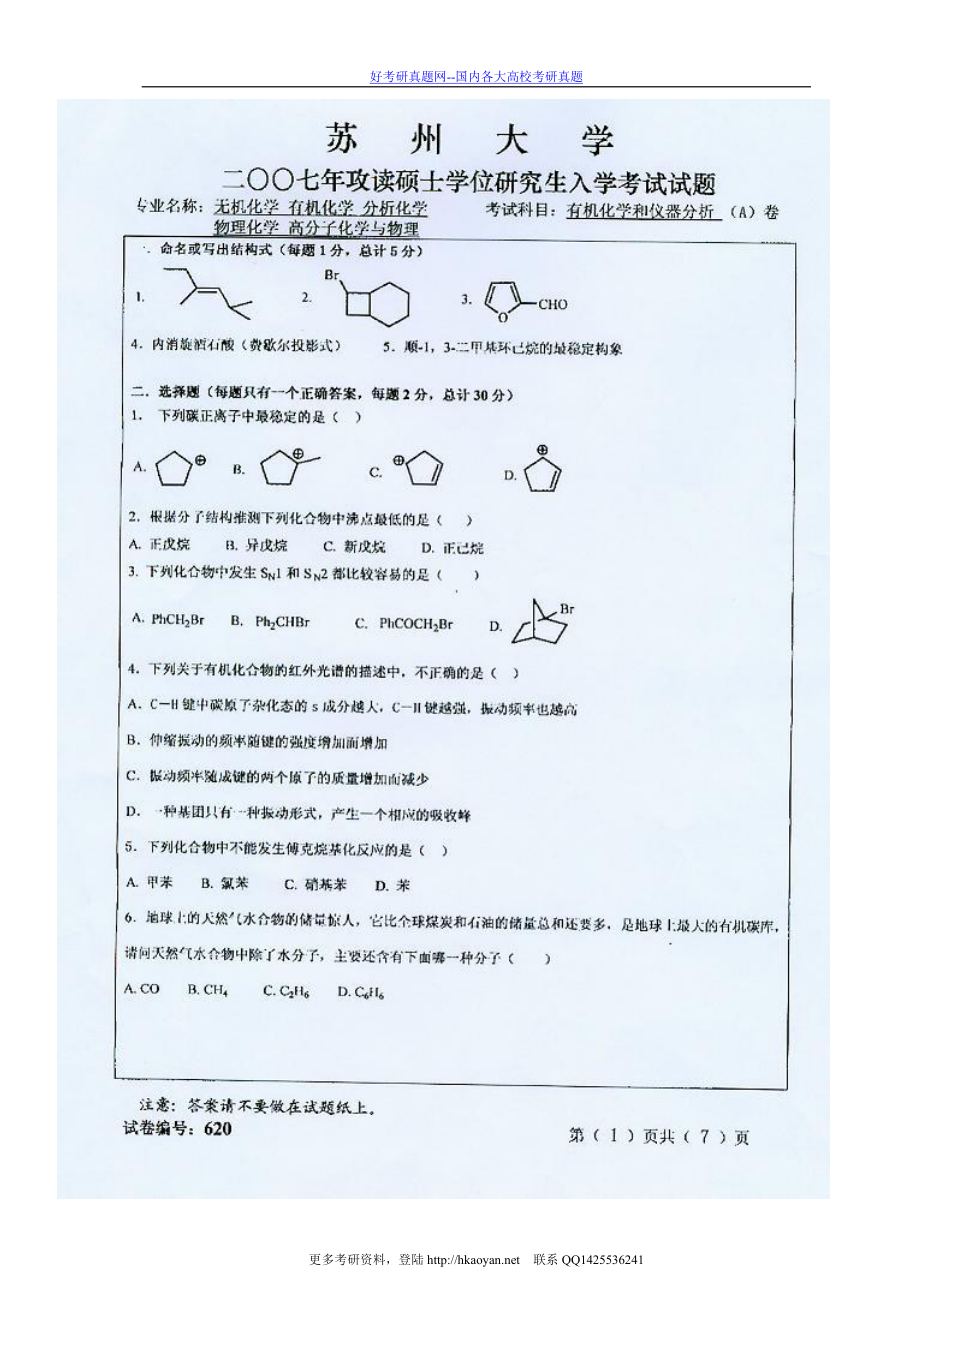 好考研真题网--国内各大高校考研真题
苏 州 大 学
二〇〇七年攻读硕士学位研究生入学考试试题
专业名称：无机化学 有机化学 分析化学 考试科目：有机化学和仪器分析（A）卷
物理化学 高分子化学与物理
一．命名或写出结构式（每题1分，总计5分）
1. 2. Br 3. O CHO
4．内消旋酒石酸（费歇尔投影式） 5．顺-1，3-二甲基环己烷的最稳定构象
二．选择题（每题只有一个正确答案，每题2分，总计30分）
1． 下列碳正离子中最稳定的是（ ）
A. ⊕ B. ⊕ C. ⊕ D. ⊕
2．根据分子结构推测下列化合物中沸点最低的是（ ）
A. 正戊烷 B. 异戊烷 C. 新戊烷 D. 正己烷
3. 下列化合物中发生 SN1 和 SN2 都比较容易的是（ ）
A. PhCH2Br B. Ph2CHBr C. PhCOCH2Br D. Br
4．下列关于有机化合物的红外光谱的描述中，不正确的是（ ）
A．C－H 键中碳原子杂化态的 s 成分越大，C－H 键越强，振动频率也越高
B．伸缩振动的频率随键的强度增加而增加
C．振动频率随成键的两个原子的质量增加而减少
D．一种基团只有一种振动形式，产生一个相应的吸收峰
5．下列化合物中不能发生傅克烷基化反应的是（ ）
A. 甲苯 B. 氯苯 C. 硝基苯 D. 苯
6．地球上的天然气水合物的储量惊人，它比全球煤炭和石油的储量总和还要多，是地球上最大的有机碳库，
请问天然气水合物中除了水分子，主要还含有下面哪一种分子（ ）
A. CO B. CH4 C. C2H6 D. C6H6
注意：答案请不要做在试题纸上。
试卷编号：620
第（ 1 ）页共（ 7 ）页
更多考研资料，登陆 http://hkaoyan.net 联系 QQ1425536241